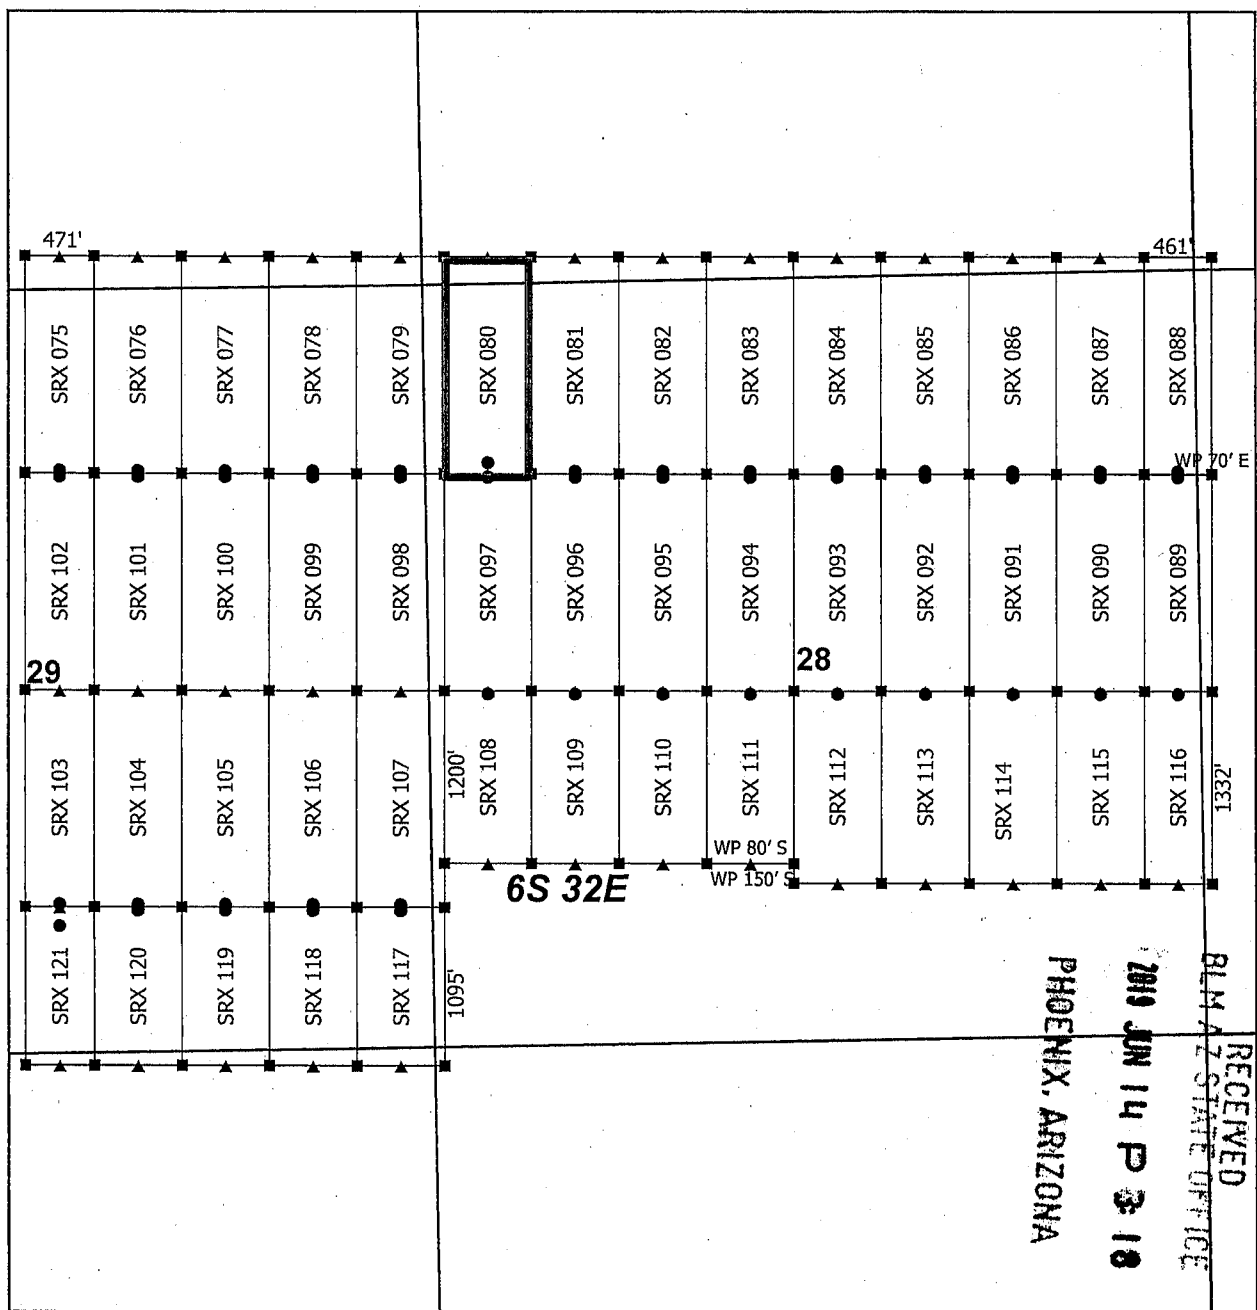 471'
461'
SRX 075
SRX 076
SRX 077
SRX 078
SRX 079
SRX 080
SRX 081
SRX 082
SRX 083
SRX 084
SRX 085
SRX 086
SRX 087
SRX 088
WP 70' E
SRX 102
SRX 101
SRX 100
SRX 099
SRX 098
SRX 097
SRX 096
SRX 095
SRX 094
SRX 093
SRX 092
SRX 091
SRX 090
SRX 089
29
28
SRX 103
SRX 104
SRX 105
SRX 106
SRX 107
1200'
SRX 108
SRX 109
SRX 110
SRX 111
SRX 112
SRX 113
SRX 114
SRX 115
SRX 116
1332'
WP 80' S
WP 150' S
6S 32E
SRX 121
SRX 120
SRX 119
SRX 118
SRX 117
1095'
RECEIVED
BLM AZ STATE OFFICE
2019 JUN 14 P 3:18
PHOENIX, ARIZONA